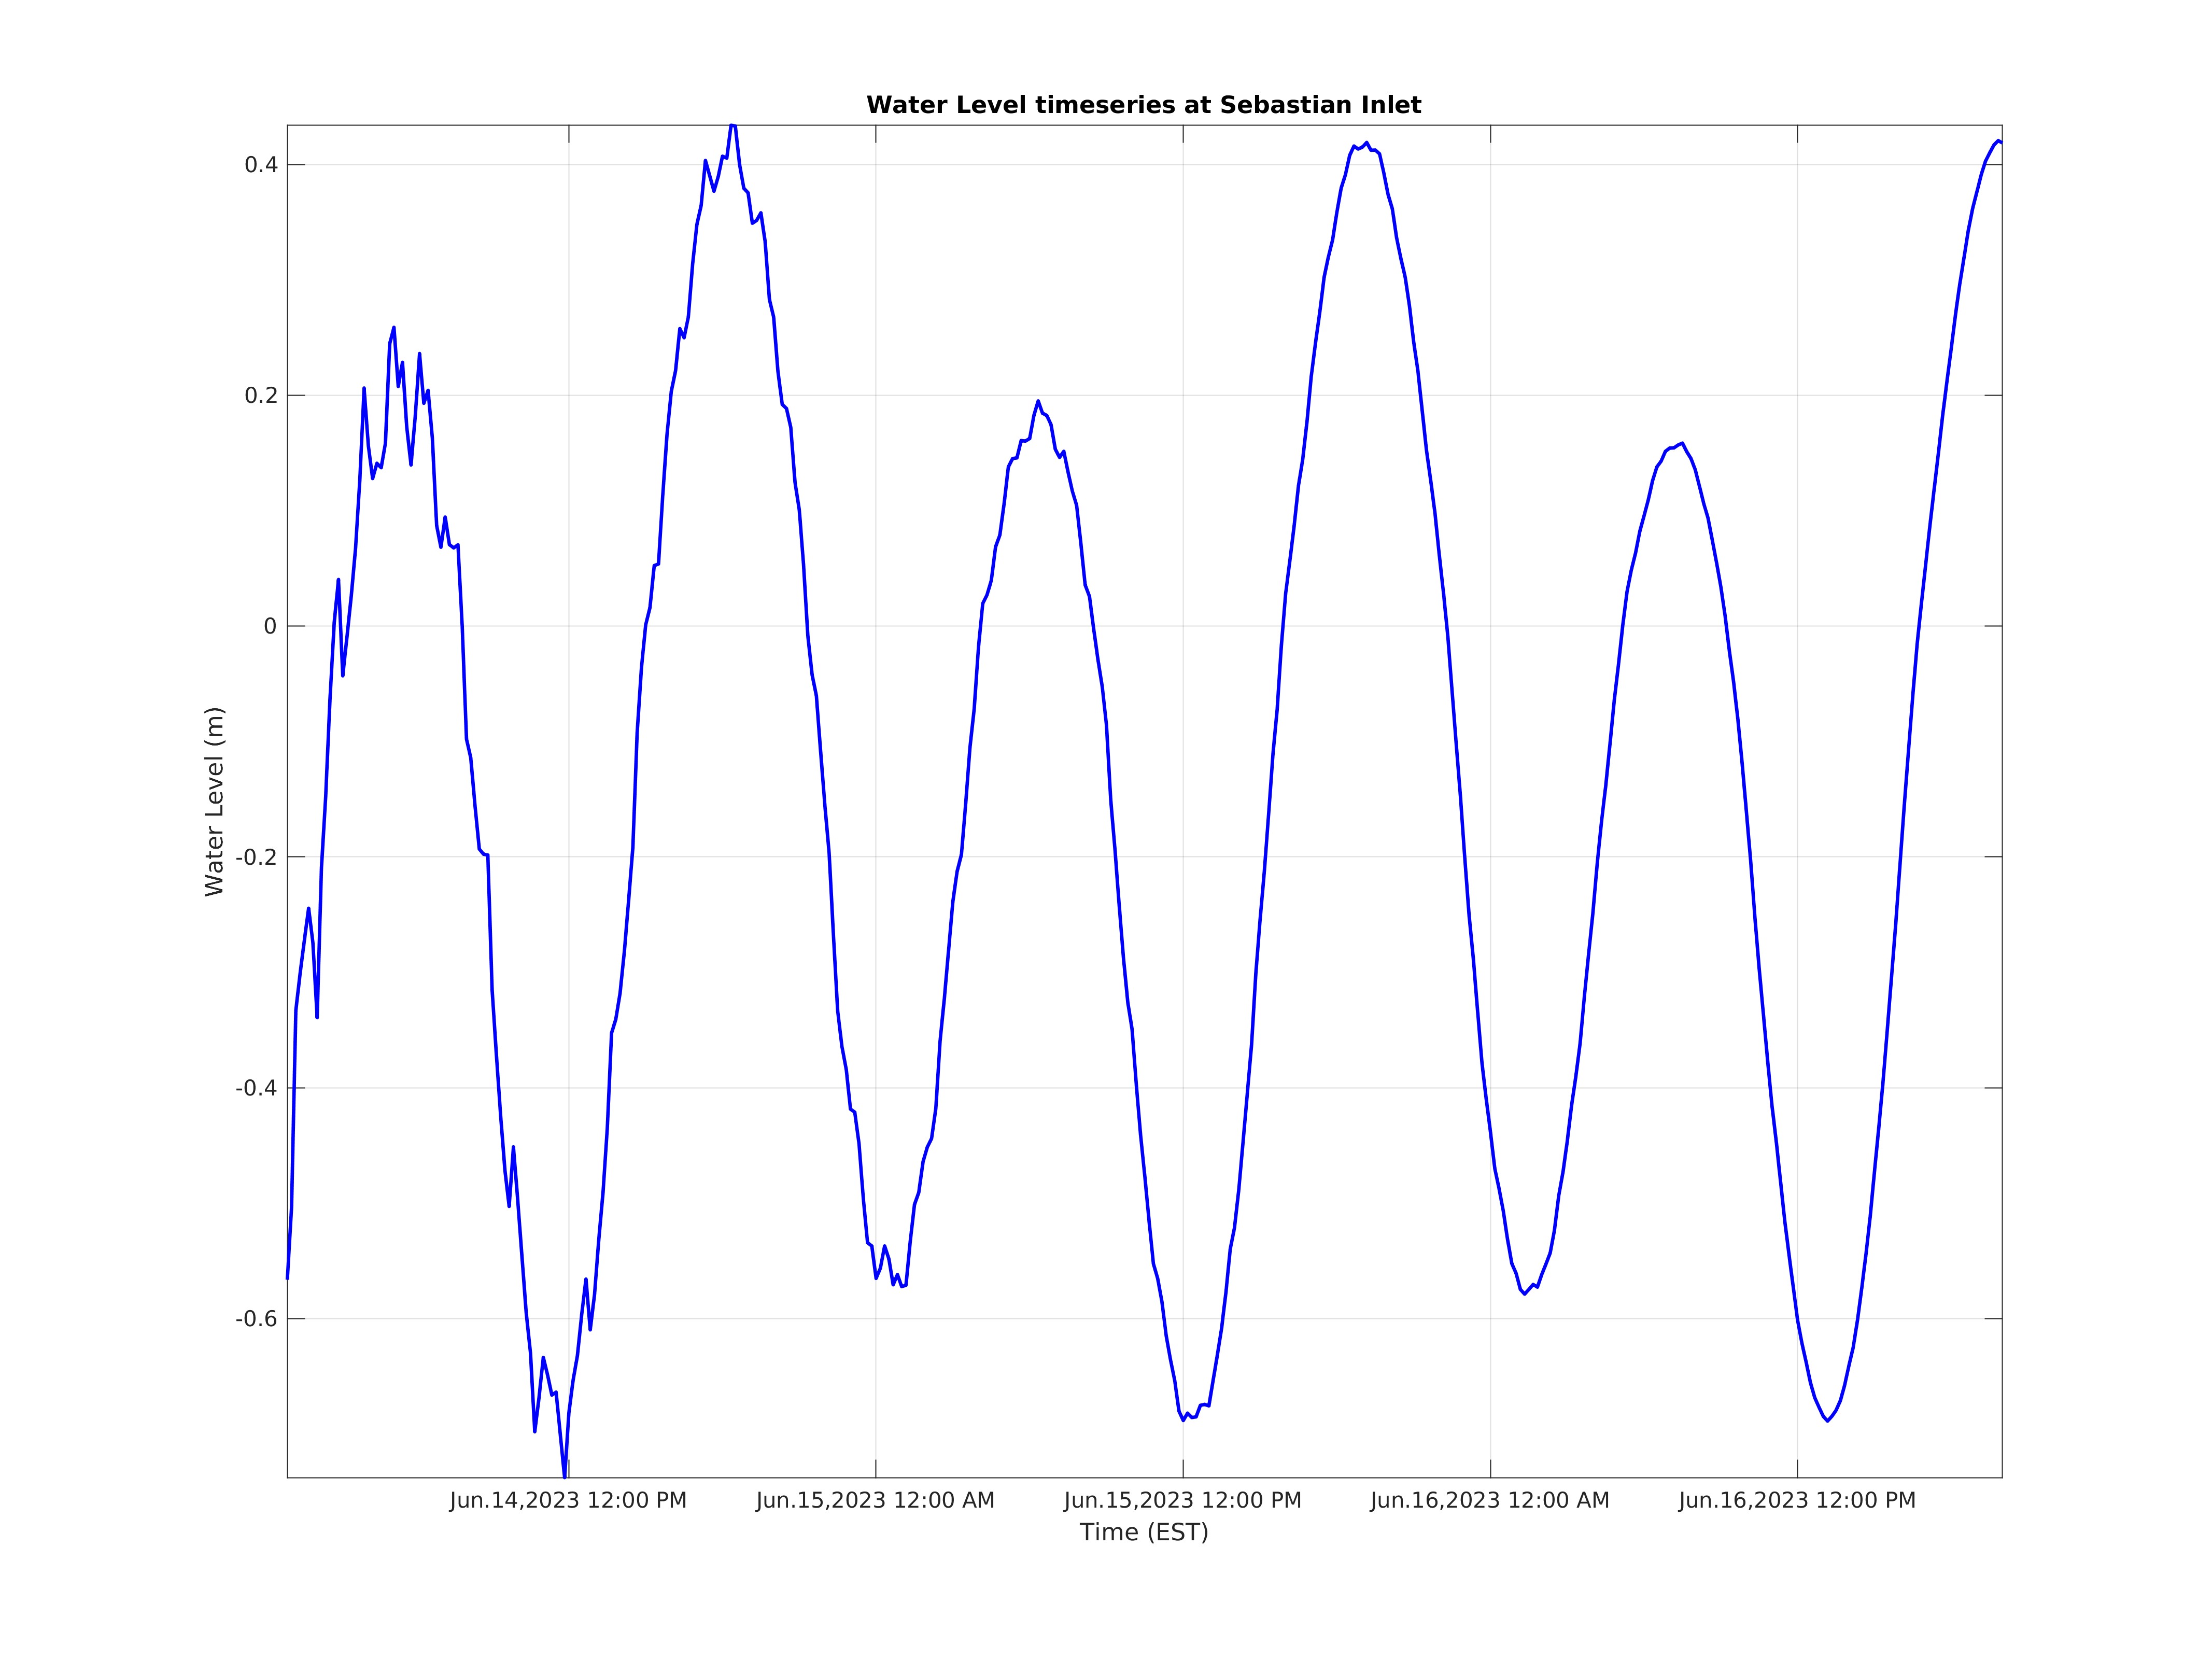 Water Level timeseries at Sebastian Inlet
0.4
0.2
0
-0.2
-0.4
-0.6
Water Level (m)
Jun.14,2023 12:00 PM
Jun.15,2023 12:00 AM
Jun.15,2023 12:00 PM
Jun.16,2023 12:00 AM
Jun.16,2023 12:00 PM
Time (EST)